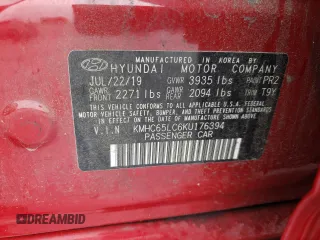 MANUFACTURED IN KOREA BY
HYUNDAI MOTOR COMPANY
JUL/22/19 GVWR 3935 lbs PAINT PR2
GAWR FRONT 2271 lbs GAWR REAR 2094 lbs TRIM T9Y
THIS VEHICLE CONFORMS TO ALL APPLICABLE U.S.A. FEDERAL
MOTOR VEHICLE SAFETY, BUMPER, AND THEFT PREVENTION
STANDARDS IN EFFECT ON THE DATE OF MANUFACTURE SHOWN ABOVE.
V.I.N. KMHC65LC6KU176394
PASSENGER CAR
© DREAMBID AUTO